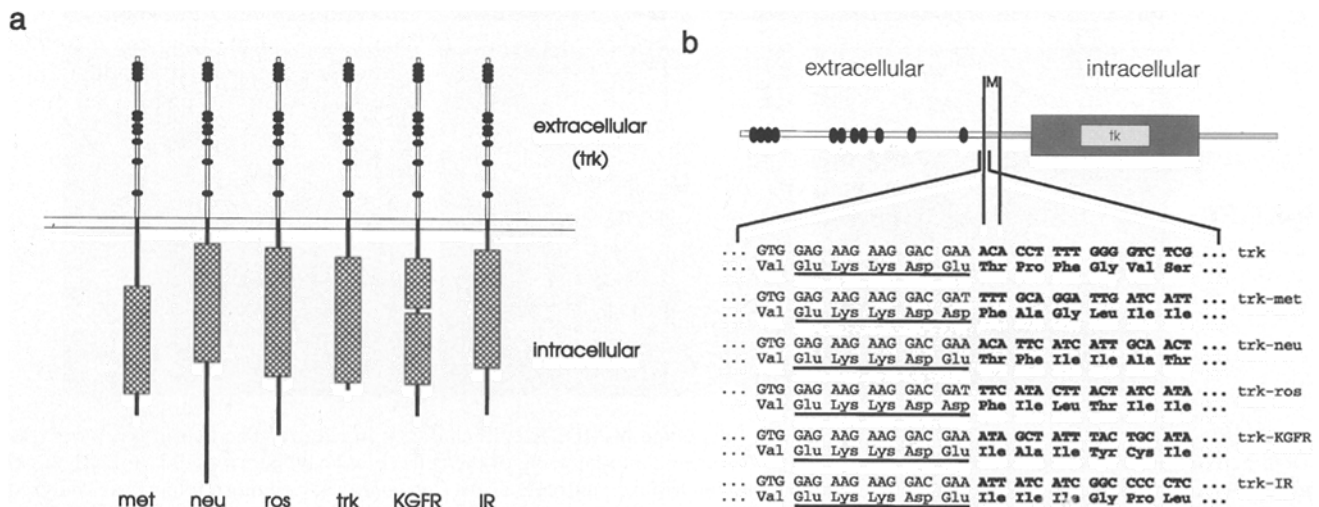 a
extracellular
(trk)
intracellular
met neu ros trk KGFR IR
b
extracellular intracellular
M
tk
... GTG GAG AAG AAG GAC GAA ACA CCT TTT GGG GTC TCG ... trk
... Val Glu Lys Lys Asp Glu Thr Pro Phe Gly Val Ser ...
... GTG GAG AAG AAG GAC GAT TTT GCA GGA TTG ATC ATT ... trk-met
... Val Glu Lys Lys Asp Asp Phe Ala Gly Leu Ile Ile ...
... GTG GAG AAG AAG GAC GAA ACA TTC ATC ATT GCA ACT ... trk-neu
... Val Glu Lys Lys Asp Glu Thr Phe Ile Ile Ala Thr ...
... GTG GAG AAG AAG GAC GAT TTC ATA CTT ACT ATC ATA ... trk-ros
... Val Glu Lys Lys Asp Asp Phe Ile Leu Thr Ile Ile ...
... GTG GAG AAG AAG GAC GAA ATA GCT ATT TAC TGC ATA ... trk-KGFR
... Val Glu Lys Lys Asp Glu Ile Ala Ile Tyr Cys Ile ...
... GTG GAG AAG AAG GAC GAA ATT ATC ATC GGC CCC CTC ... trk-IR
... Val Glu Lys Lys Asp Glu Ile Ile Ile Gly Pro Leu ...